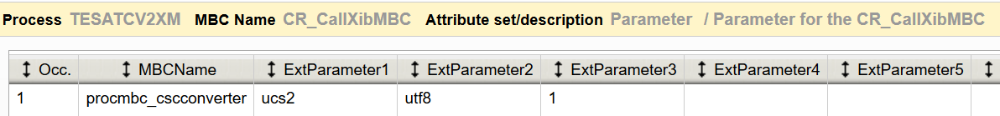 Process TESATCV2XM MBC Name CR_CallXibMBC Attribute set/description Parameter / Parameter for the CR_CallXibMBC
Occ. MBCName ExtParameter1 ExtParameter2 ExtParameter3 ExtParameter4 ExtParameter5
1 procmbc_cscconverter ucs2 utf8 1